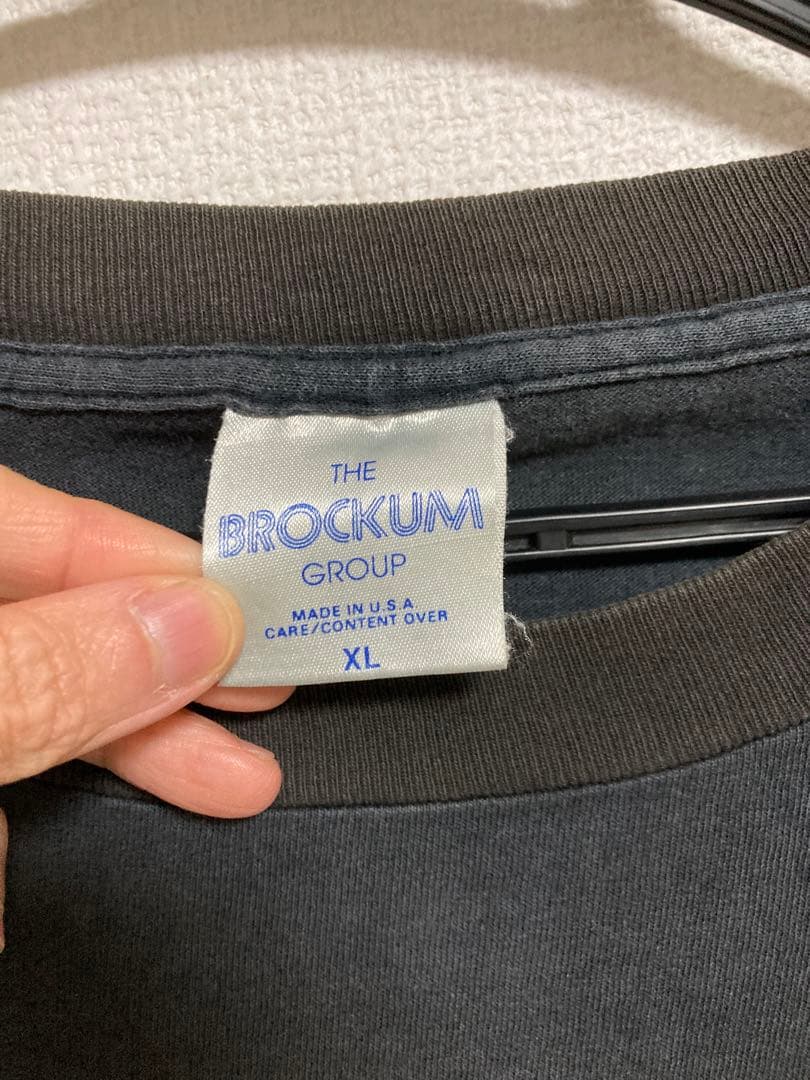 THE
BROCKUM
GROUP
MADE IN U.S.A
CARE/CONTENT OVER
XL